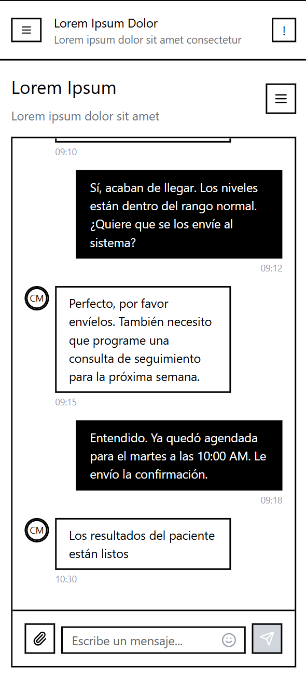 Lorem Ipsum Dolor
Lorem ipsum dolor sit amet consectetur
!
Lorem Ipsum
Lorem ipsum dolor sit amet
09:10
Sí, acaban de llegar. Los niveles
están dentro del rango normal.
¿Quiere que se los envíe al
sistema?
09:12
CM
Perfecto, por favor
envíelos. También necesito
que programe una
consulta de seguimiento
para la próxima semana.
09:15
Entendido. Ya quedó agendada
para el martes a las 10:00 AM. Le
envío la confirmación.
09:18
CM
Los resultados del paciente
están listos
10:30
Escribe un mensaje...